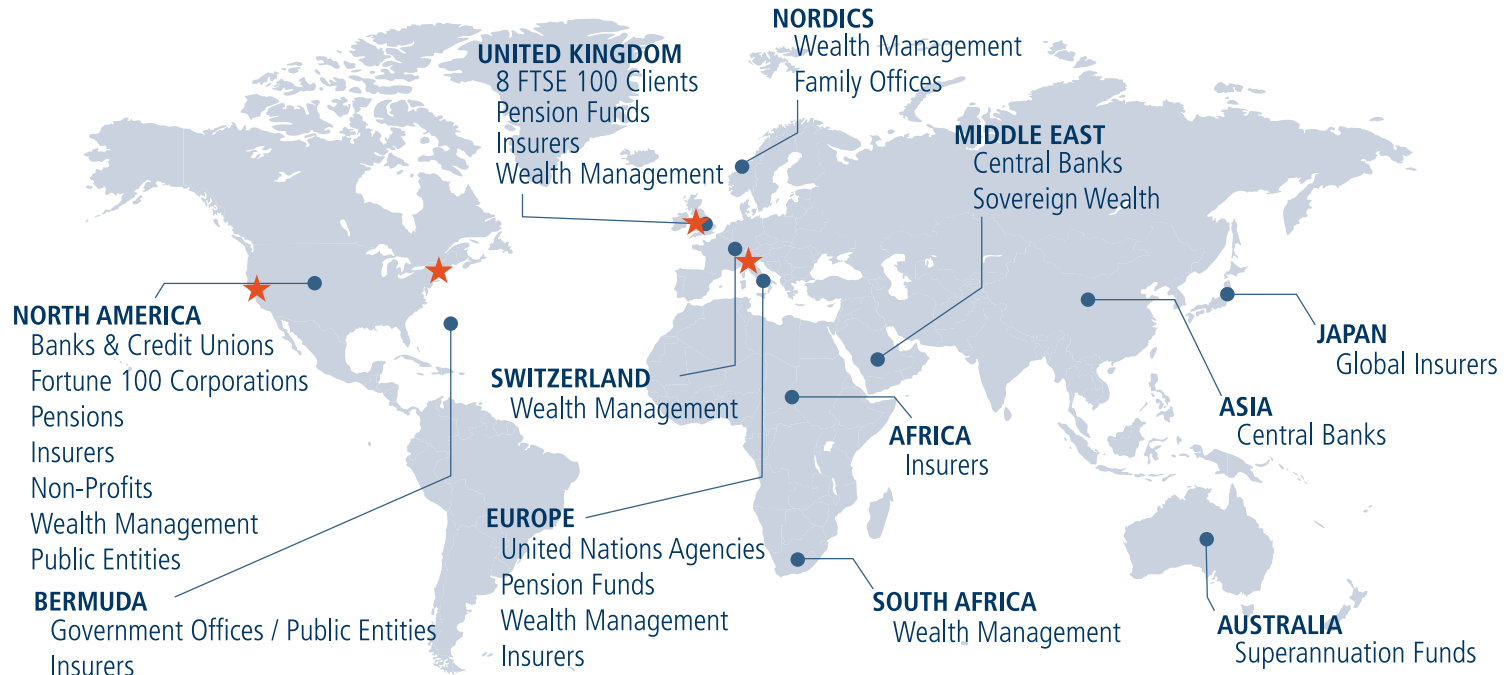 NORDICS
Wealth Management
Family Offices
UNITED KINGDOM
8 FTSE 100 Clients
Pension Funds
Insurers
Wealth Management
MIDDLE EAST
Central Banks
Sovereign Wealth
NORTH AMERICA
Banks & Credit Unions
Fortune 100 Corporations
Pensions
Insurers
Non-Profits
Wealth Management
Public Entities
JAPAN
Global Insurers
SWITZERLAND
Wealth Management
ASIA
Central Banks
AFRICA
Insurers
EUROPE
United Nations Agencies
Pension Funds
Wealth Management
Insurers
BERMUDA
Government Offices / Public Entities
Insurers
SOUTH AFRICA
Wealth Management
AUSTRALIA
Superannuation Funds